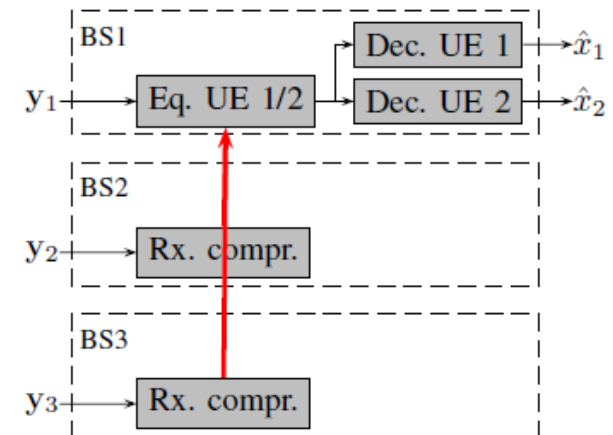 BS1
Dec. UE 1
x̂₁
y₁
Eq. UE 1/2
Dec. UE 2
x̂₂
BS2
y₂
Rx. compr.
BS3
y₃
Rx. compr.